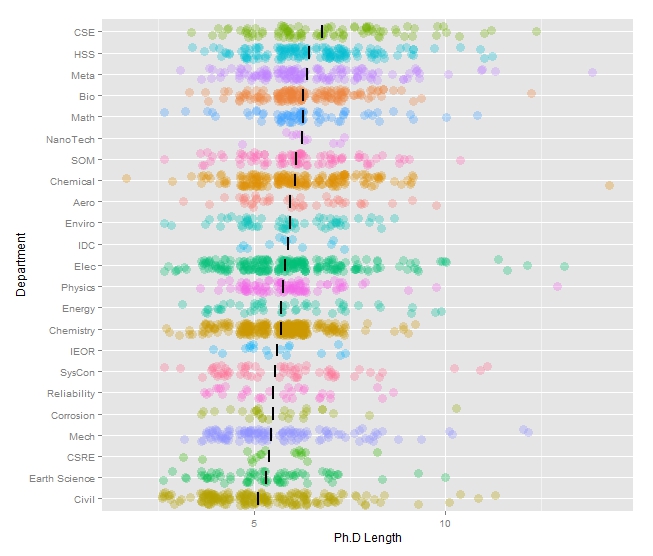 CSE
HSS
Meta
Bio
Math
NanoTech
SOM
Chemical
Aero
Enviro
IDC
Elec
Physics
Energy
Chemistry
IEOR
SysCon
Reliability
Corrosion
Mech
CSRE
Earth Science
Civil
Department
5 10
Ph.D Length